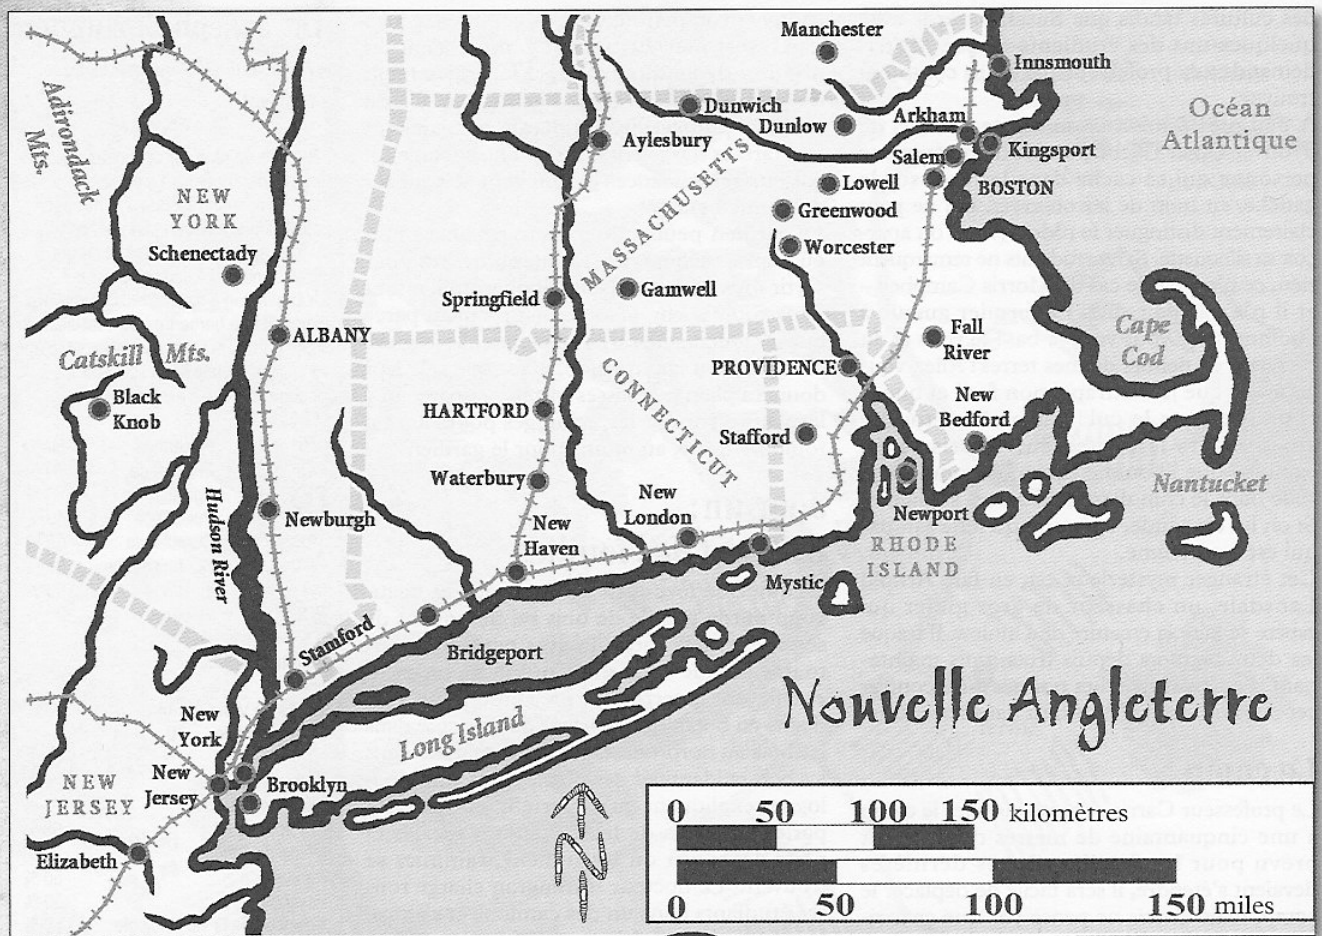 Manchester
Innsmouth
Océan
Atlantique
Dunwich
Arkham
Dunlow
Aylesbury
Kingsport
Salem
Adirondack
Mts.
MASSACHUSETTS
Lowell
BOSTON
NEW
YORK
Greenwood
Worcester
Schenectady
Springfield
Gamwell
ALBANY
Fall
River
Cape
Cod
Catskill Mts.
PROVIDENCE
CONNECTICUT
Black
Knob
HARTFORD
New
Bedford
Stafford
Waterbury
Nantucket
Hudson River
New
London
Newburgh
Newport
New
Haven
RHODE
ISLAND
Mystic
Stamford
Bridgeport
Nouvelle Angleterre
New
York
Long Island
New
Jersey
NEW
JERSEY
Brooklyn
Elizabeth
N
0 50 100 150 kilomètres
0 50 100 150 miles